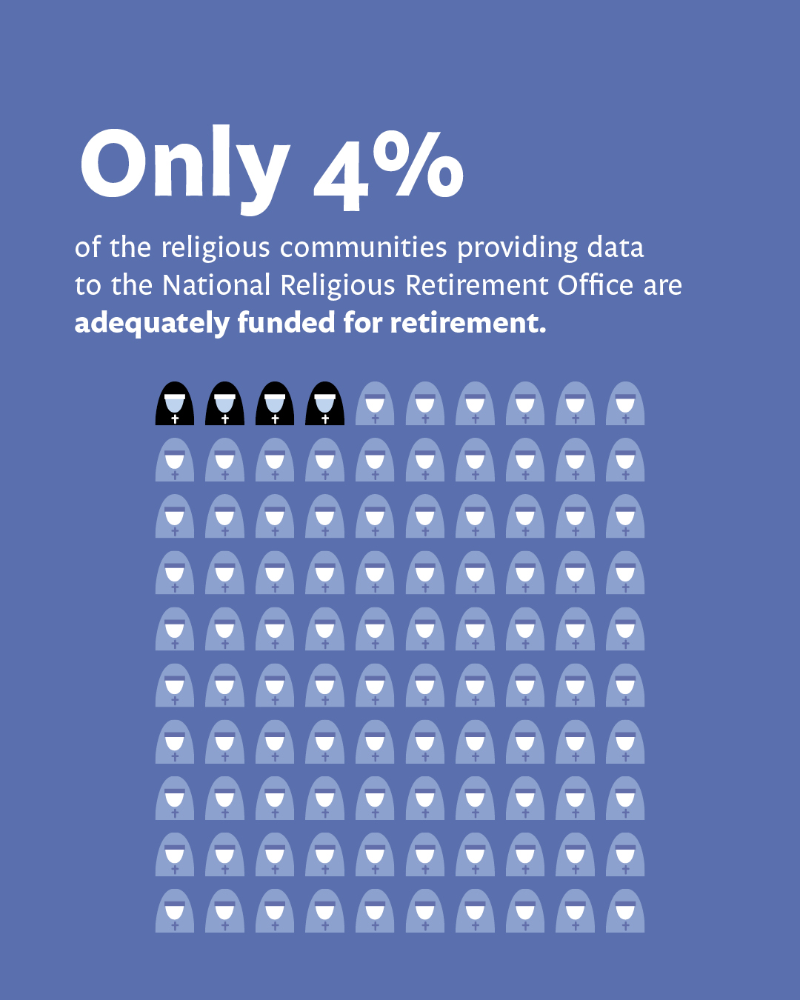 Only 4%
of the religious communities providing data
to the National Religious Retirement Office are
adequately funded for retirement.